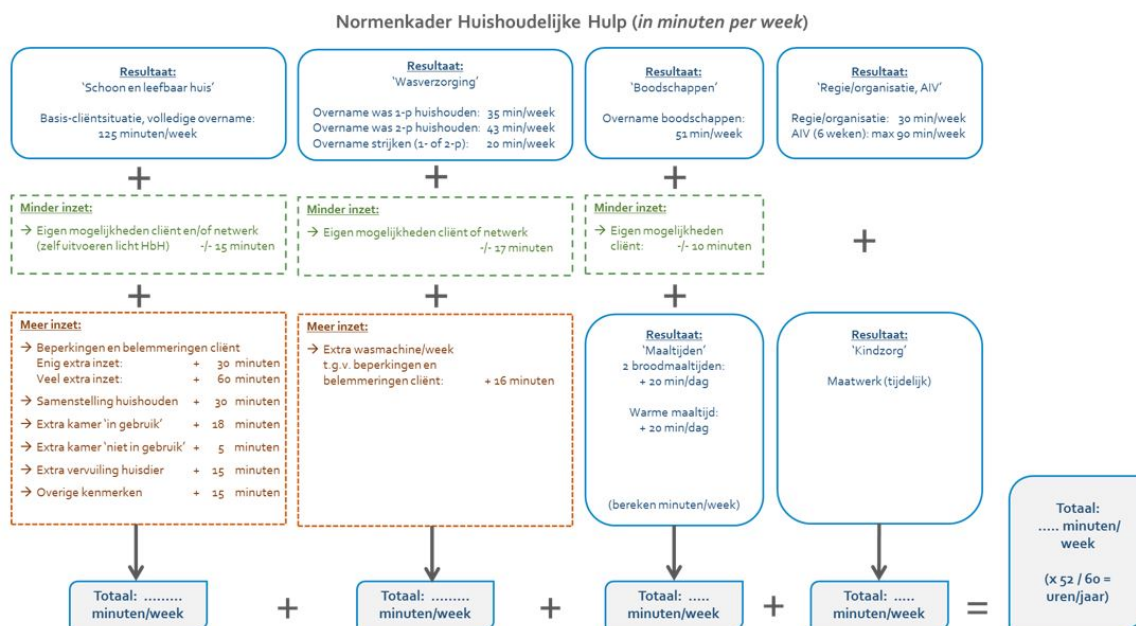 Normenkader Huishoudelijke Hulp (in minuten per week)
Resultaat:
‘Schoon en leefbaar huis’
Basis-cliëntsituatie, volledige overname:
125 minuten/week
+
Minder inzet:
→ Eigen mogelijkheden cliënt en/of netwerk
(zelf uitvoeren licht HbH) -/- 15 minuten
+
Meer inzet:
→ Beperkingen en belemmeringen cliënt
Enig extra inzet: + 30 minuten
Veel extra inzet: + 60 minuten
→ Samenstelling huishouden + 30 minuten
→ Extra kamer ‘in gebruik’ + 18 minuten
→ Extra kamer ‘niet in gebruik’ + 5 minuten
→ Extra vervuiling huisdier + 15 minuten
→ Overige kenmerken + 15 minuten
Totaal: .........
minuten/week
+
Resultaat:
‘Wasverzorging’
Overname was 1-p huishouden: 35 min/week
Overname was 2-p huishouden: 43 min/week
Overname strijken (1- of 2-p): 20 min/week
+
Minder inzet:
→ Eigen mogelijkheden cliënt of netwerk
-/- 17 minuten
+
Meer inzet:
→ Extra wasmachine/week
t.g.v. beperkingen en
belemmeringen cliënt: + 16 minuten
Totaal: .........
minuten/week
+
Resultaat:
‘Boodschappen’
Overname boodschappen:
51 min/week
+
Minder inzet:
→ Eigen mogelijkheden
cliënt: -/- 10 minuten
+
Resultaat:
‘Maaltijden’
2 broodmaaltijden:
+ 20 min/dag
Warme maaltijd:
+ 20 min/dag
(bereken minuten/week)
Totaal: .....
minuten/week
+
Resultaat:
‘Regie/organisatie, AIV’
Regie/organisatie: 30 min/week
AIV (6 weken): max 90 min/week
+
Resultaat:
‘Kindzorg’
Maatwerk (tijdelijk)
Totaal: .....
minuten/week
=
Totaal:
..... minuten/
week
(x 52 / 60 =
uren/jaar)